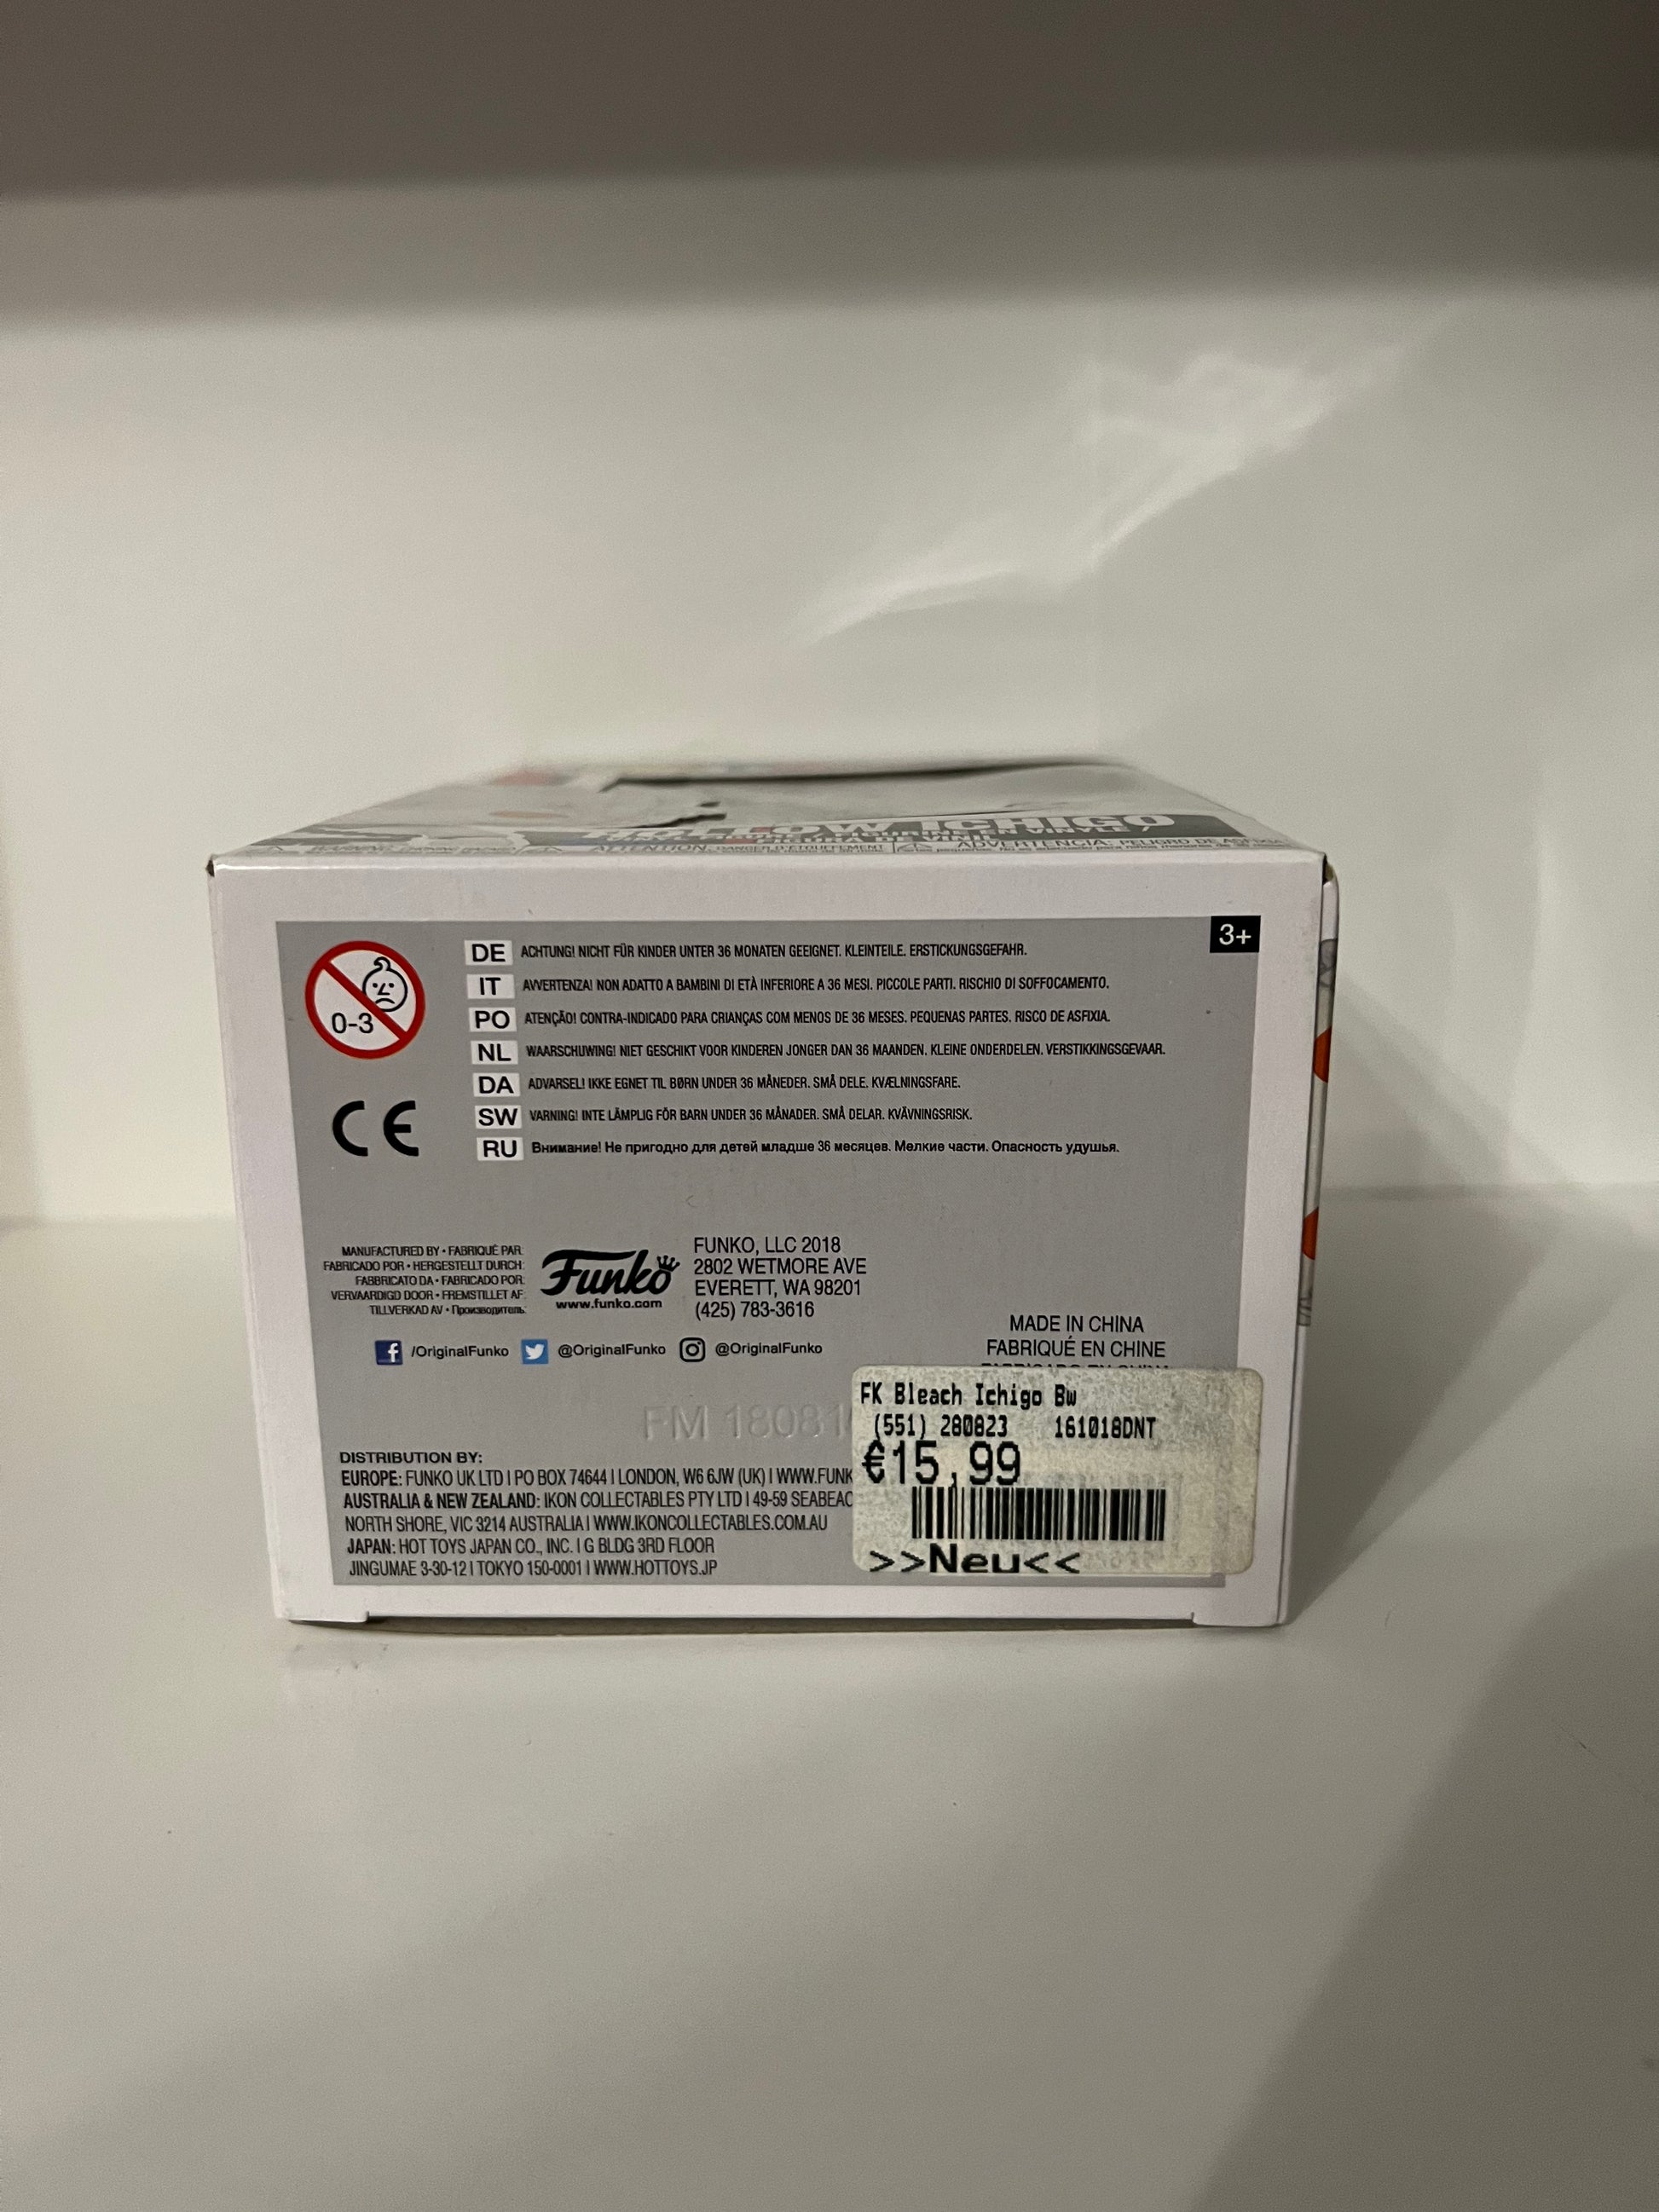 HOLLOW ICHIGO
ATTENTION:
ADVERTENCIA: PELIGRO DE ASFIXIA
3+
0-3
DE ACHTUNG! NICHT FÜR KINDER UNTER 36 MONATEN GEEIGNET. KLEINTEILE. ERSTICKUNGSGEFAHR.
IT AVVERTENZA! NON ADATTO A BAMBINI DI ETÀ INFERIORE A 36 MESI. PICCOLE PARTI. RISCHIO DI SOFFOCAMENTO.
PO ATENÇÃO! CONTRA-INDICADO PARA CRIANÇAS COM MENOS DE 36 MESES. PEQUENAS PARTES. RISCO DE ASFIXIA.
NL WAARSCHUWING! NIET GESCHIKT VOOR KINDEREN JONGER DAN 36 MAANDEN. KLEINE ONDERDELEN. VERSTIKKINGSGEVAAR.
DA ADVARSEL! IKKE EGNET TIL BØRN UNDER 36 MÅNEDER. SMÅ DELE. KVÆLNINGSFARE.
SW VARNING! INTE LÄMPLIG FÖR BARN UNDER 36 MÅNADER. SMÅ DELAR. KVÄVNINGSRISK.
RU Внимание! Не пригодно для детей младше 36 месяцев. Мелкие части. Опасность удушья.
CE
MANUFACTURED BY • FABRIQUÉ PAR:
FABRICADO POR • HERGESTELLT DURCH:
FABBRICATO DA • FABRICADO POR:
VERVAARDIGD DOOR • FREMSTILLET AF:
TILLVERKAD AV • Производитель:
Funko
www.funko.com
FUNKO, LLC 2018
2802 WETMORE AVE
EVERETT, WA 98201
(425) 783-3616
/OriginalFunko @OriginalFunko @OriginalFunko
MADE IN CHINA
FABRIQUÉ EN CHINE
FM 18081
DISTRIBUTION BY:
EUROPE: FUNKO UK LTD I PO BOX 74644 I LONDON, W6 6JW (UK) I WWW.FUNK
AUSTRALIA & NEW ZEALAND: IKON COLLECTABLES PTY LTD I 49-59 SEABEAC
NORTH SHORE, VIC 3214 AUSTRALIA I WWW.IKONCOLLECTABLES.COM.AU
JAPAN: HOT TOYS JAPAN CO., INC. I G BLDG 3RD FLOOR
JINGUMAE 3-30-12 I TOKYO 150-0001 I WWW.HOTTOYS.JP
FK Bleach Ichigo Bw
(551) 280823 161018DNT
€15,99
>>Neu<<